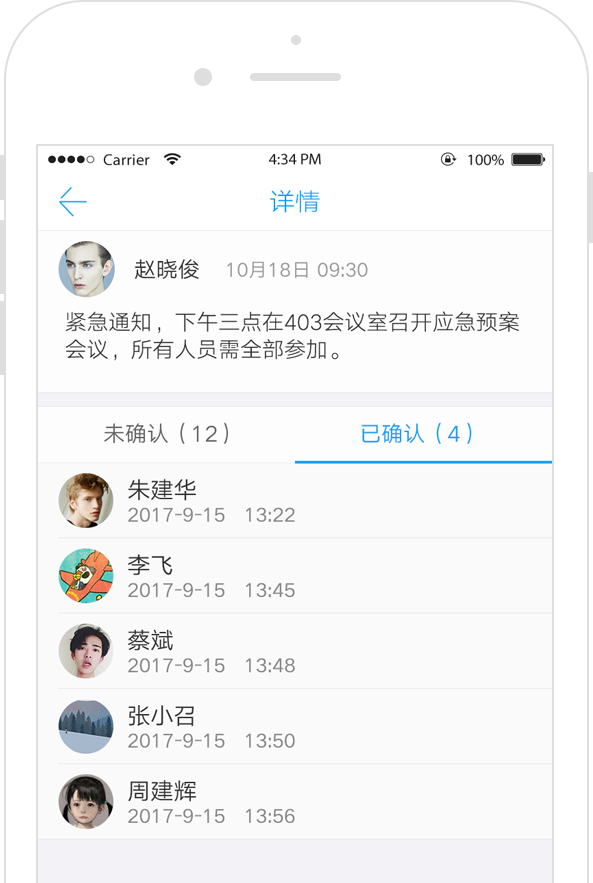 Carrier 4:34 PM 100%
详情
赵晓俊 10月18日 09:30
紧急通知，下午三点在403会议室召开应急预案
会议，所有人员需全部参加。
未确认（12） 已确认（4）
朱建华
2017-9-15 13:22
李飞
2017-9-15 13:45
蔡斌
2017-9-15 13:48
张小召
2017-9-15 13:50
周建辉
2017-9-15 13:56